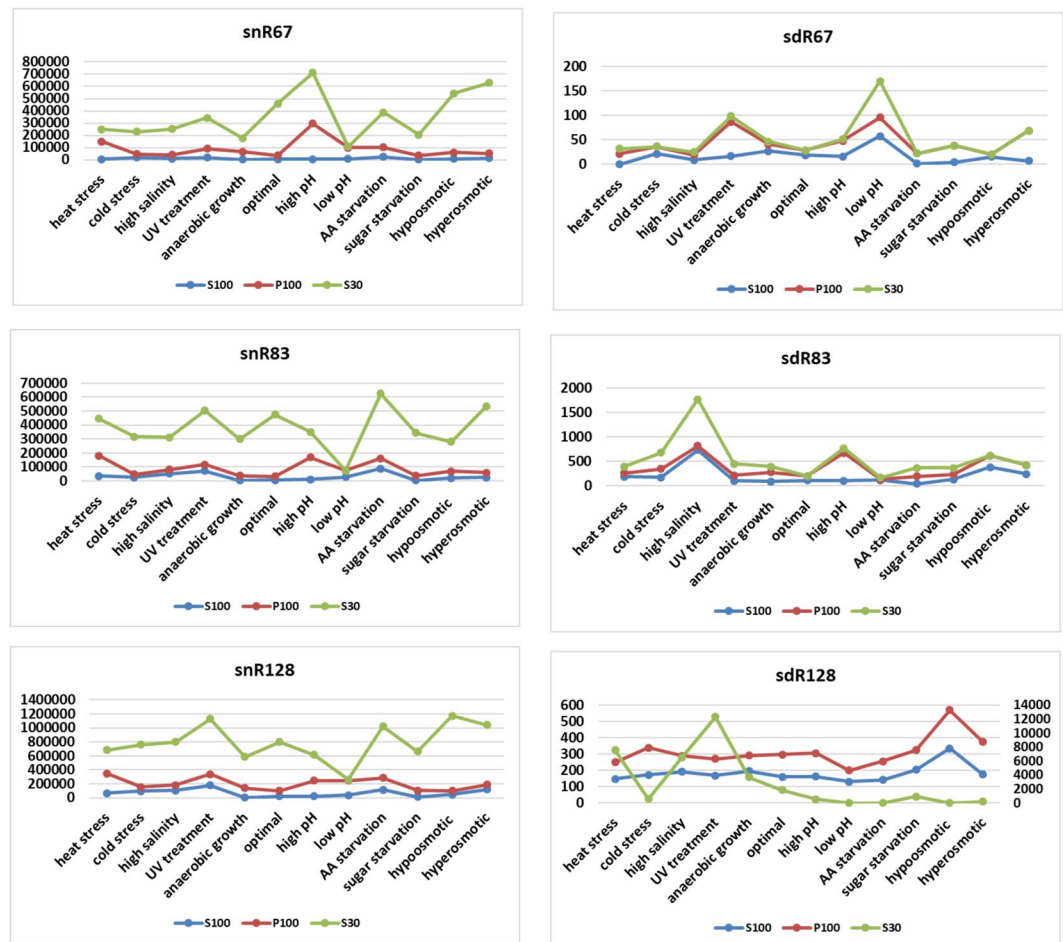 snR67
800000
700000
600000
500000
400000
300000
200000
100000
0
heat stress
cold stress
high salinity
UV treatment
anaerobic growth
optimal
high pH
low pH
AA starvation
sugar starvation
hypoosmotic
hyperosmotic
S100 P100 S30
sdR67
200
150
100
50
0
heat stress
cold stress
high salinity
UV treatment
anaerobic growth
optimal
high pH
low pH
AA starvation
sugar starvation
hypoosmotic
hyperosmotic
S100 P100 S30
snR83
700000
600000
500000
400000
300000
200000
100000
0
heat stress
cold stress
high salinity
UV treatment
anaerobic growth
optimal
high pH
low pH
AA starvation
sugar starvation
hypoosmotic
hyperosmotic
S100 P100 S30
sdR83
2000
1500
1000
500
0
heat stress
cold stress
high salinity
UV treatment
anaerobic growth
optimal
high pH
low pH
AA starvation
sugar starvation
hypoosmotic
hyperosmotic
S100 P100 S30
snR128
1400000
1200000
1000000
800000
600000
400000
200000
0
heat stress
cold stress
high salinity
UV treatment
anaerobic growth
optimal
high pH
low pH
AA starvation
sugar starvation
hypoosmotic
hyperosmotic
S100 P100 S30
sdR128
600
500
400
300
200
100
0
14000
12000
10000
8000
6000
4000
2000
0
heat stress
cold stress
high salinity
UV treatment
anaerobic growth
optimal
high pH
low pH
AA starvation
sugar starvation
hypoosmotic
hyperosmotic
S100 P100 S30